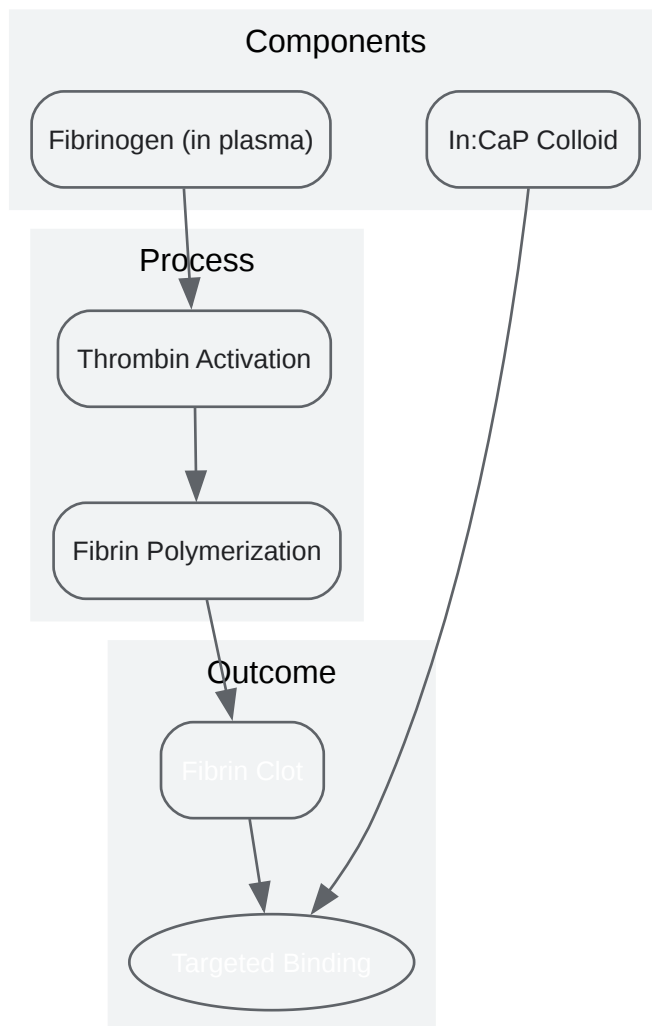 Components
Fibrinogen (in plasma)
In:CaP Colloid
Process
Thrombin Activation
Fibrin Polymerization
Outcome
Fibrin Clot
Targeted Binding